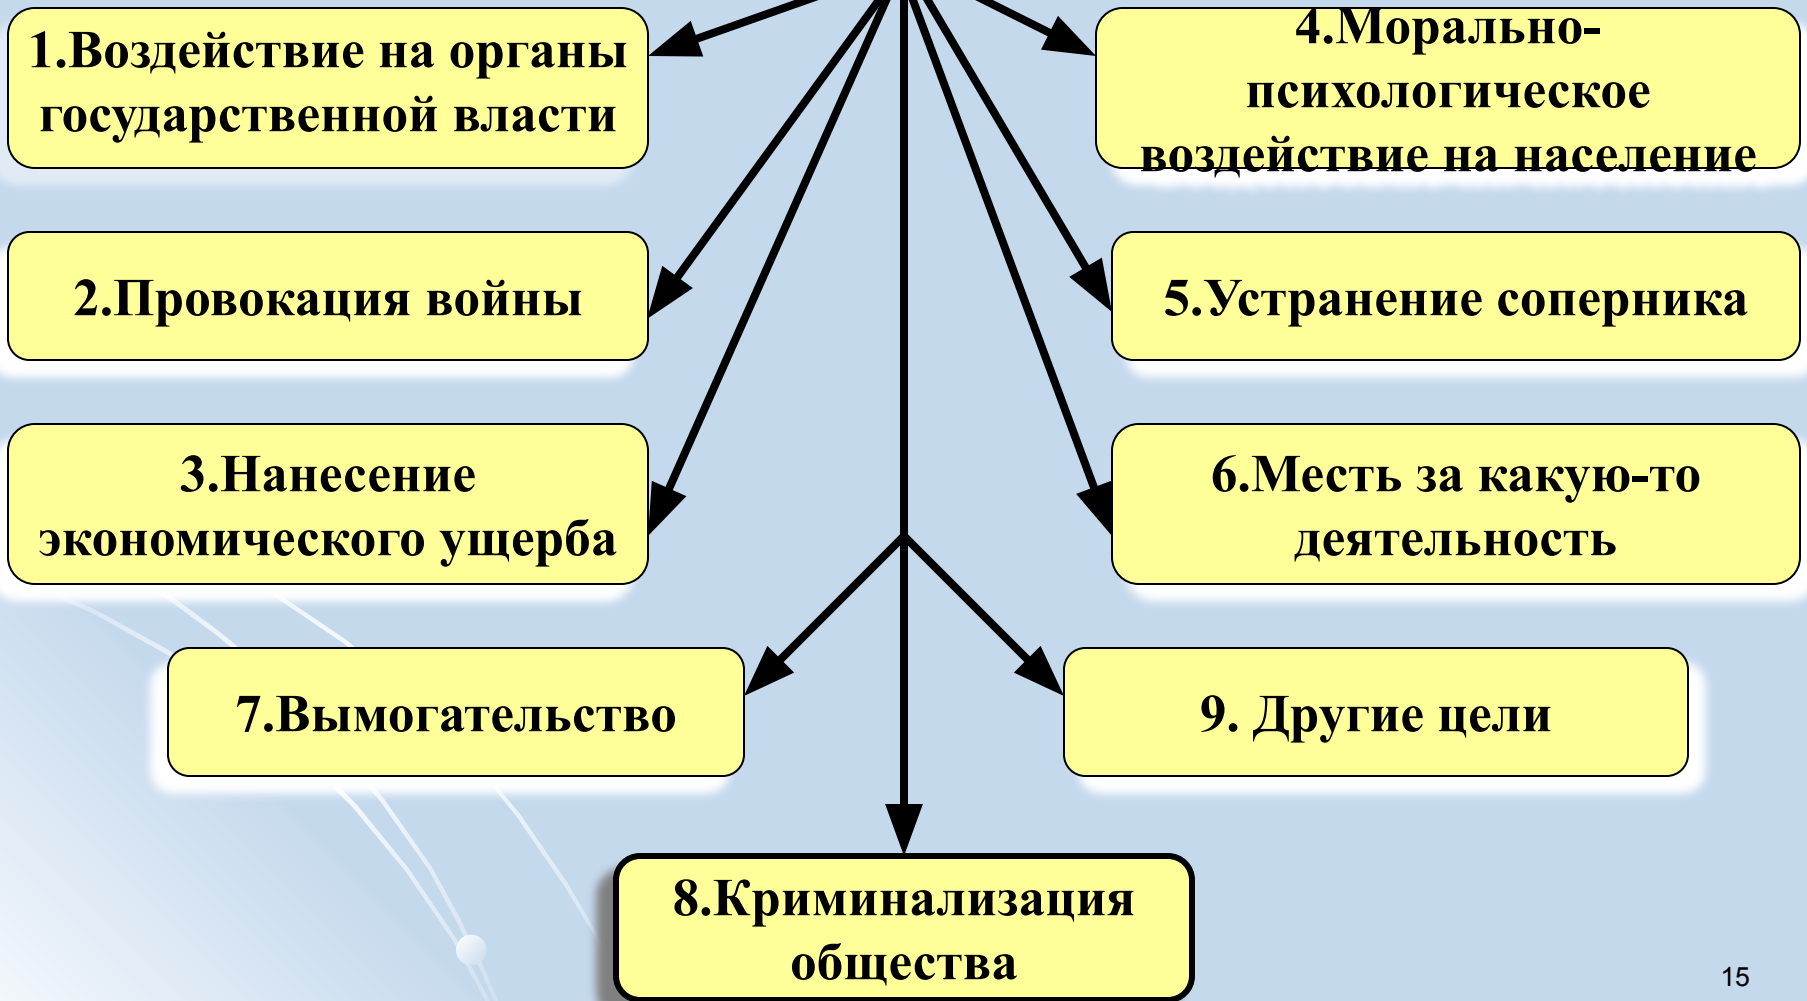 1.Воздействие на органы
государственной власти
4.Морально-
психологическое
воздействие на население
2.Провокация войны
5.Устранение соперника
3.Нанесение
экономического ущерба
6.Месть за какую-то
деятельность
7.Вымогательство
9. Другие цели
8.Криминализация
общества
15